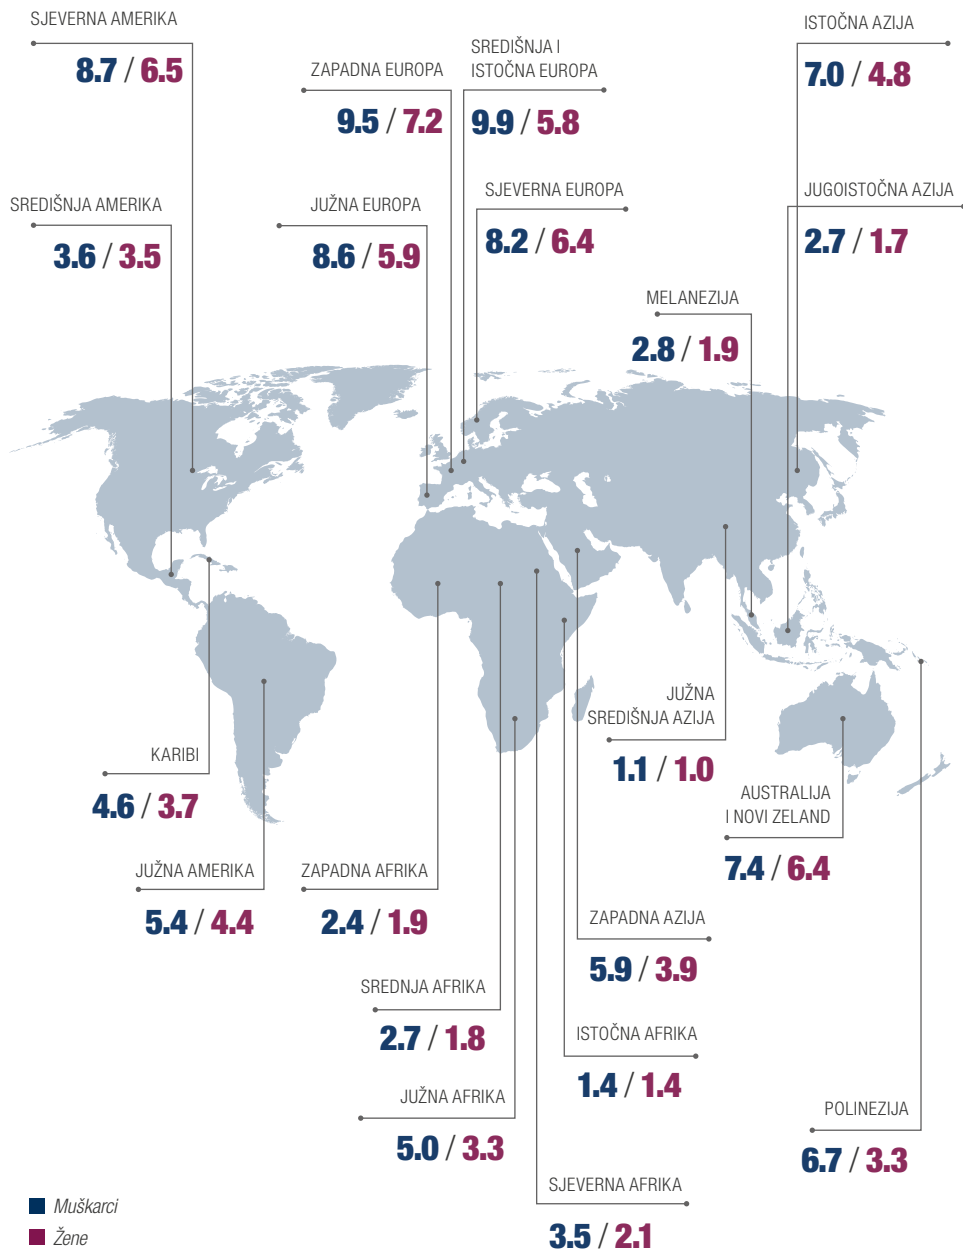 SJEVERNA AMERIKA
8.7 / 6.5
ZAPADNA EUROPA
9.5 / 7.2
SREDIŠNJA I
ISTOČNA EUROPA
9.9 / 5.8
ISTOČNA AZIJA
7.0 / 4.8
SREDIŠNJA AMERIKA
3.6 / 3.5
JUŽNA EUROPA
8.6 / 5.9
SJEVERNA EUROPA
8.2 / 6.4
JUGOISTOČNA AZIJA
2.7 / 1.7
MELANEZIJA
2.8 / 1.9
JUŽNA
SREDIŠNJA AZIJA
1.1 / 1.0
KARIBI
4.6 / 3.7
AUSTRALIJA
I NOVI ZELAND
7.4 / 6.4
JUŽNA AMERIKA
5.4 / 4.4
ZAPADNA AFRIKA
2.4 / 1.9
ZAPADNA AZIJA
5.9 / 3.9
SREDNJA AFRIKA
2.7 / 1.8
ISTOČNA AFRIKA
1.4 / 1.4
JUŽNA AFRIKA
5.0 / 3.3
POLINEZIJA
6.7 / 3.3
SJEVERNA AFRIKA
3.5 / 2.1
Muškarci
Žene